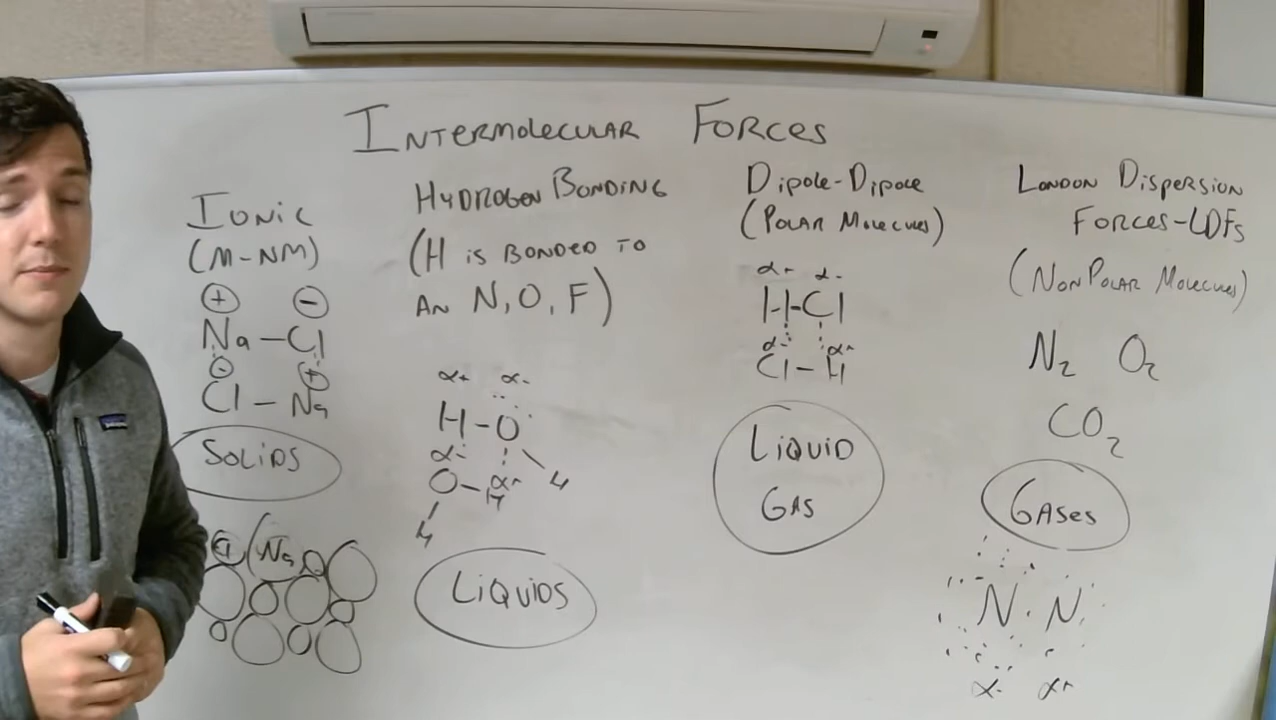 INTERMOLECULAR FORCES
IONIC
(M-NM)
+ −
Na – Cl
− +
Cl – Na
SOLIDS
Cl Na
HYDROGEN BONDING
(H IS BONDED TO
AN N, O, F)
α+ α-
H-O
α- H
O-H α+
H
LIQUIDS
DIPOLE-DIPOLE
(POLAR MOLECULES)
α+ α-
H-Cl
α- α+
Cl-H
LIQUID
GAS
LONDON DISPERSION
FORCES-LDFs
(NONPOLAR MOLECULES)
N₂ O₂
CO₂
GASES
N N
α- α+